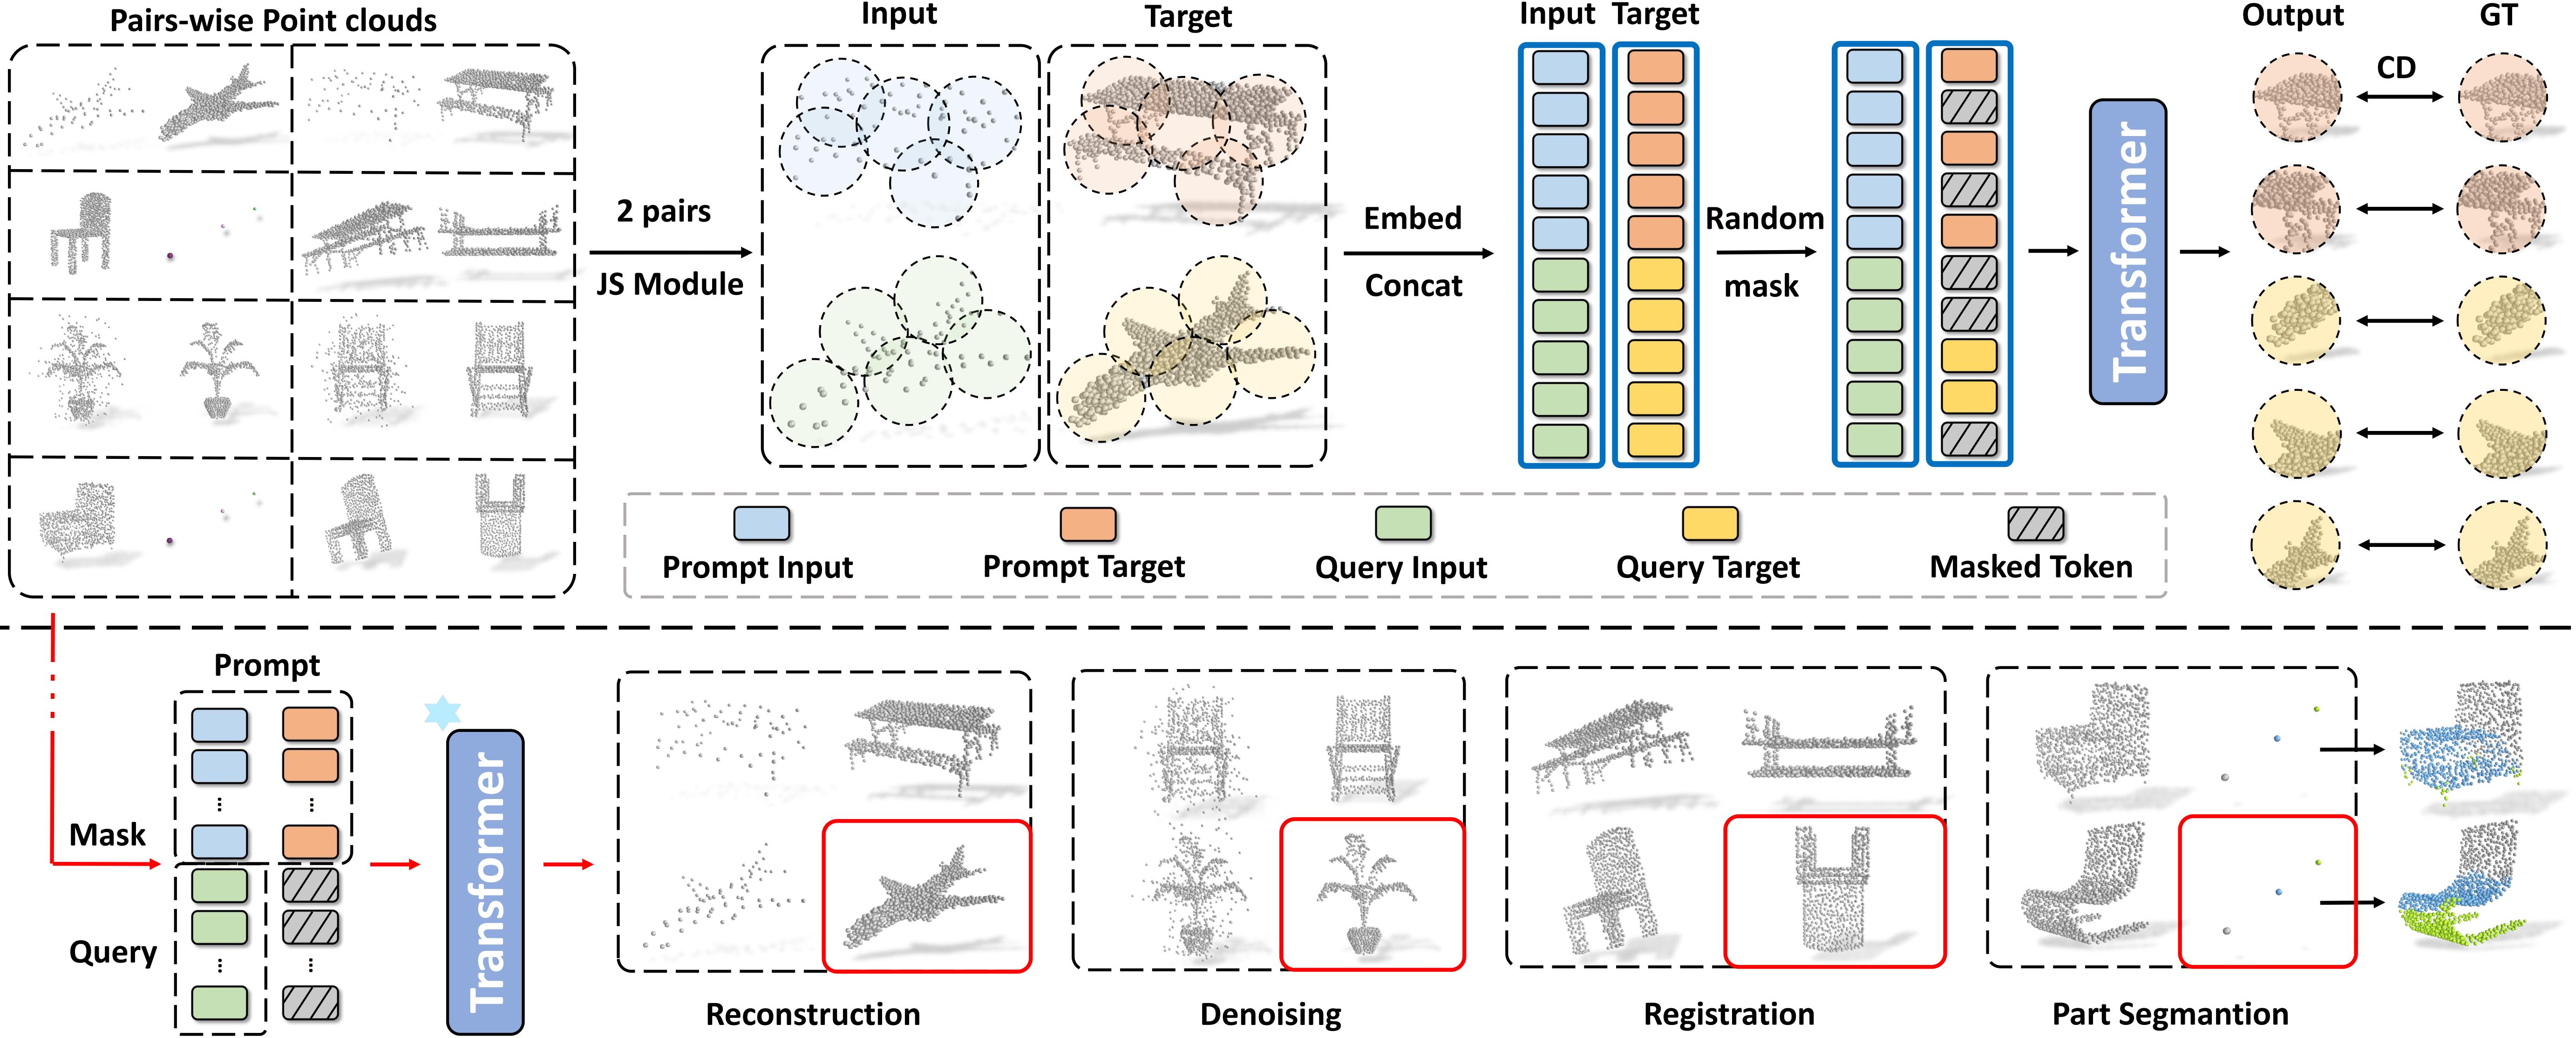 Pairs-wise Point clouds
Input
Target
Input
Target
Output
GT
CD
2 pairs
JS Module
Embed
Concat
Random
mask
Transformer
Prompt Input
Prompt Target
Query Input
Query Target
Masked Token
Prompt
Mask
Query
Transformer
Reconstruction
Denoising
Registration
Part Segmantion